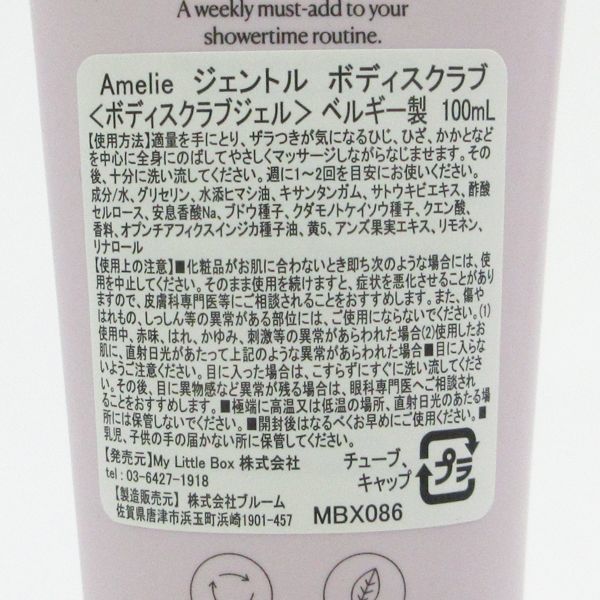 A weekly must-add to your
showertime routine.
Amelie ジェントル ボディスクラブ
＜ボディスクラブジェル＞ ベルギー製 100mL
【使用方法】適量を手にとり、ザラつきが気になるひじ、ひざ、かかとなど
を中心に全身にのばしてやさしくマッサージしながらなじませます。その
後、十分に洗い流してください。週に1〜2回を目安にお使いください。
成分/水、グリセリン、水添ヒマシ油、キサンタンガム、サトウキビエキス、酢酸
セルロース、安息香酸Na、ブドウ種子、クダモノトケイソウ種子、クエン酸、
香料、オプンチアフィクスインジカ種子油、黄5、アンズ果実エキス、リモネン、
リナロール
【使用上の注意】■化粧品がお肌に合わないとき即ち次のような場合には、使
用を中止してください。そのまま使用を続けますと、症状を悪化させることがあり
ますので、皮膚科専門医等にご相談されることをおすすめします。また、傷や
はれもの、しっしん等の異常がある部位には、ご使用にならないでください。(1)
使用中、赤味、はれ、かゆみ、刺激等の異常があらわれた場合(2)使用したお
肌に、直射日光があたって上記のような異常があらわれた場合■目に入らな
いようご注意ください。目に入った場合は、こすらずにすぐに洗い流してくださ
い。その後、目に異物感など異常が残る場合は、眼科専門医へご相談され
ることをおすすめします。■極端に高温又は低温の場所、直射日光のあたる場
所には保管しないでください。■開封後はなるべくお早めにご使用ください。■
乳児、子供の手の届かない所に保管してください。
【発売元】My Little Box 株式会社
tel : 03-6427-1918
チューブ、
キャップ
プラ
【製造販売元】 株式会社ブルーム
佐賀県唐津市浜玉町浜崎1901-457
MBX086